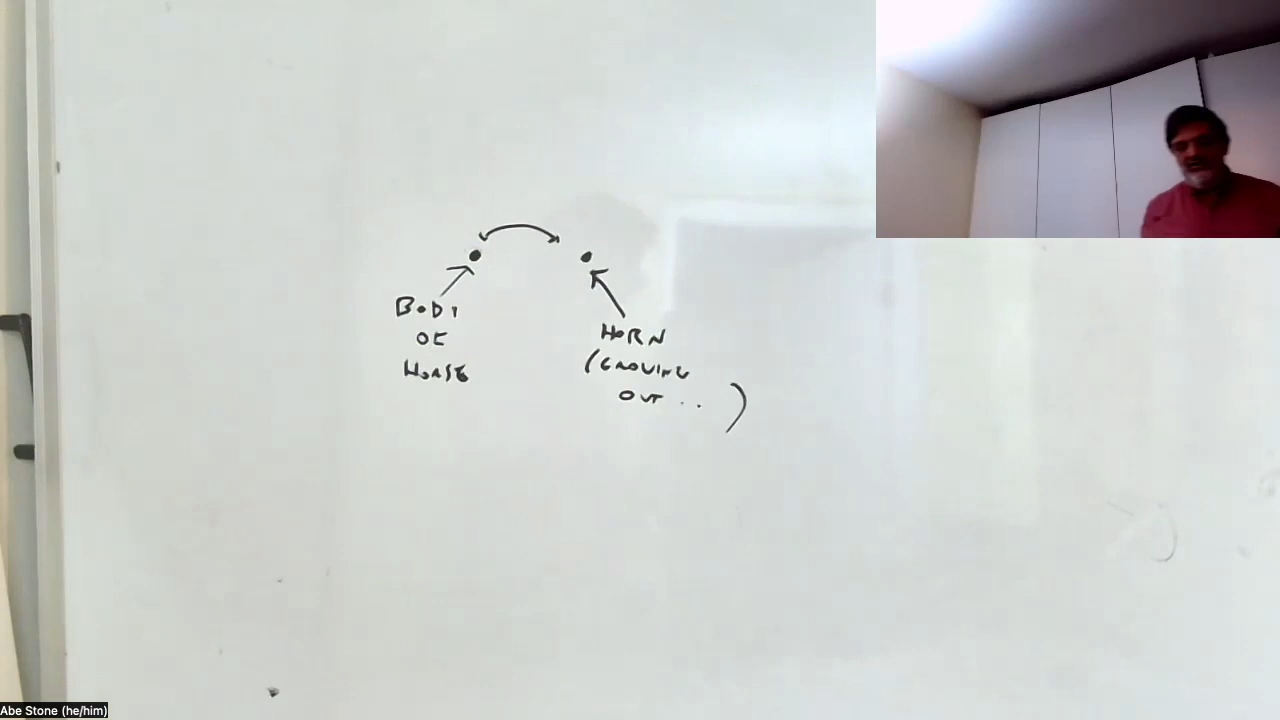 BODY
OF
HORSE
HORN
(GROWING
OUT . . )
Abe Stone (he/him)